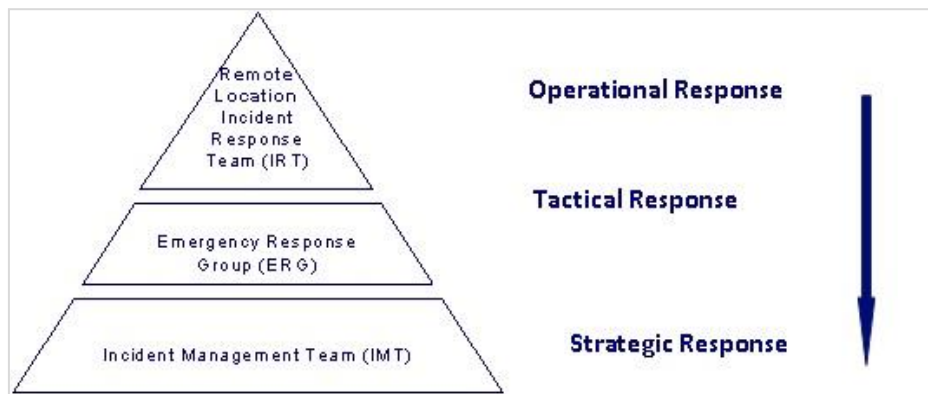 Remote
Location
Incident
Response
Team (IRT)
Operational Response
Emergency Response
Group (ERG)
Tactical Response
Incident Management Team (IMT)
Strategic Response